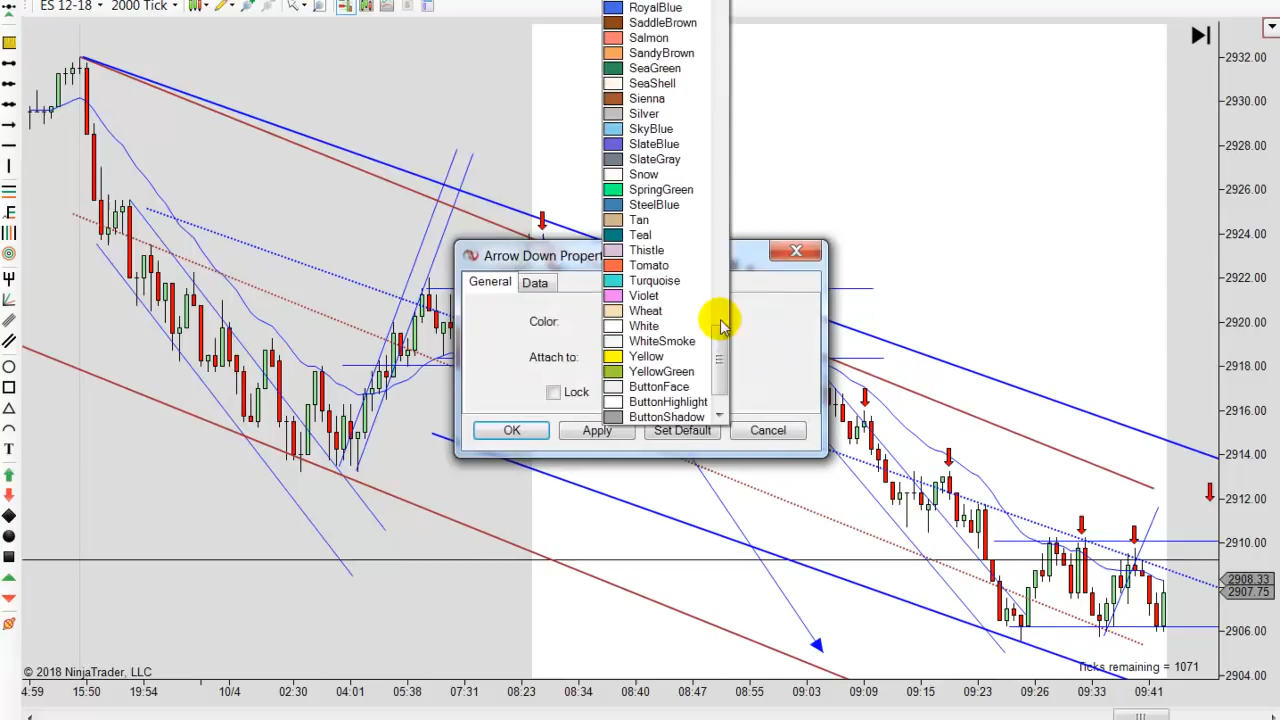 ES 12-18
2000 Tick
RoyalBlue
SaddleBrown
Salmon
SandyBrown
SeaGreen
SeaShell
Sienna
Silver
SkyBlue
SlateBlue
SlateGray
Snow
SpringGreen
SteelBlue
Tan
Teal
Thistle
Tomato
Turquoise
Violet
Wheat
White
WhiteSmoke
Yellow
YellowGreen
ButtonFace
ButtonHighlight
ButtonShadow
Arrow Down Propert
General
Data
Color:
Attach to:
Lock
OK
Apply
Set Default
Cancel
2932.00
2930.00
2928.00
2926.00
2924.00
2922.00
2920.00
2918.00
2916.00
2914.00
2912.00
2910.00
2908.33
2907.75
2906.00
2904.00
T
Ticks remaining = 1071
© 2018 NinjaTrader, LLC
4:59
15:50
19:54
10/4
02:30
04:01
05:38
07:31
08:23
08:34
08:40
08:47
08:55
09:03
09:09
09:15
09:23
09:26
09:33
09:41